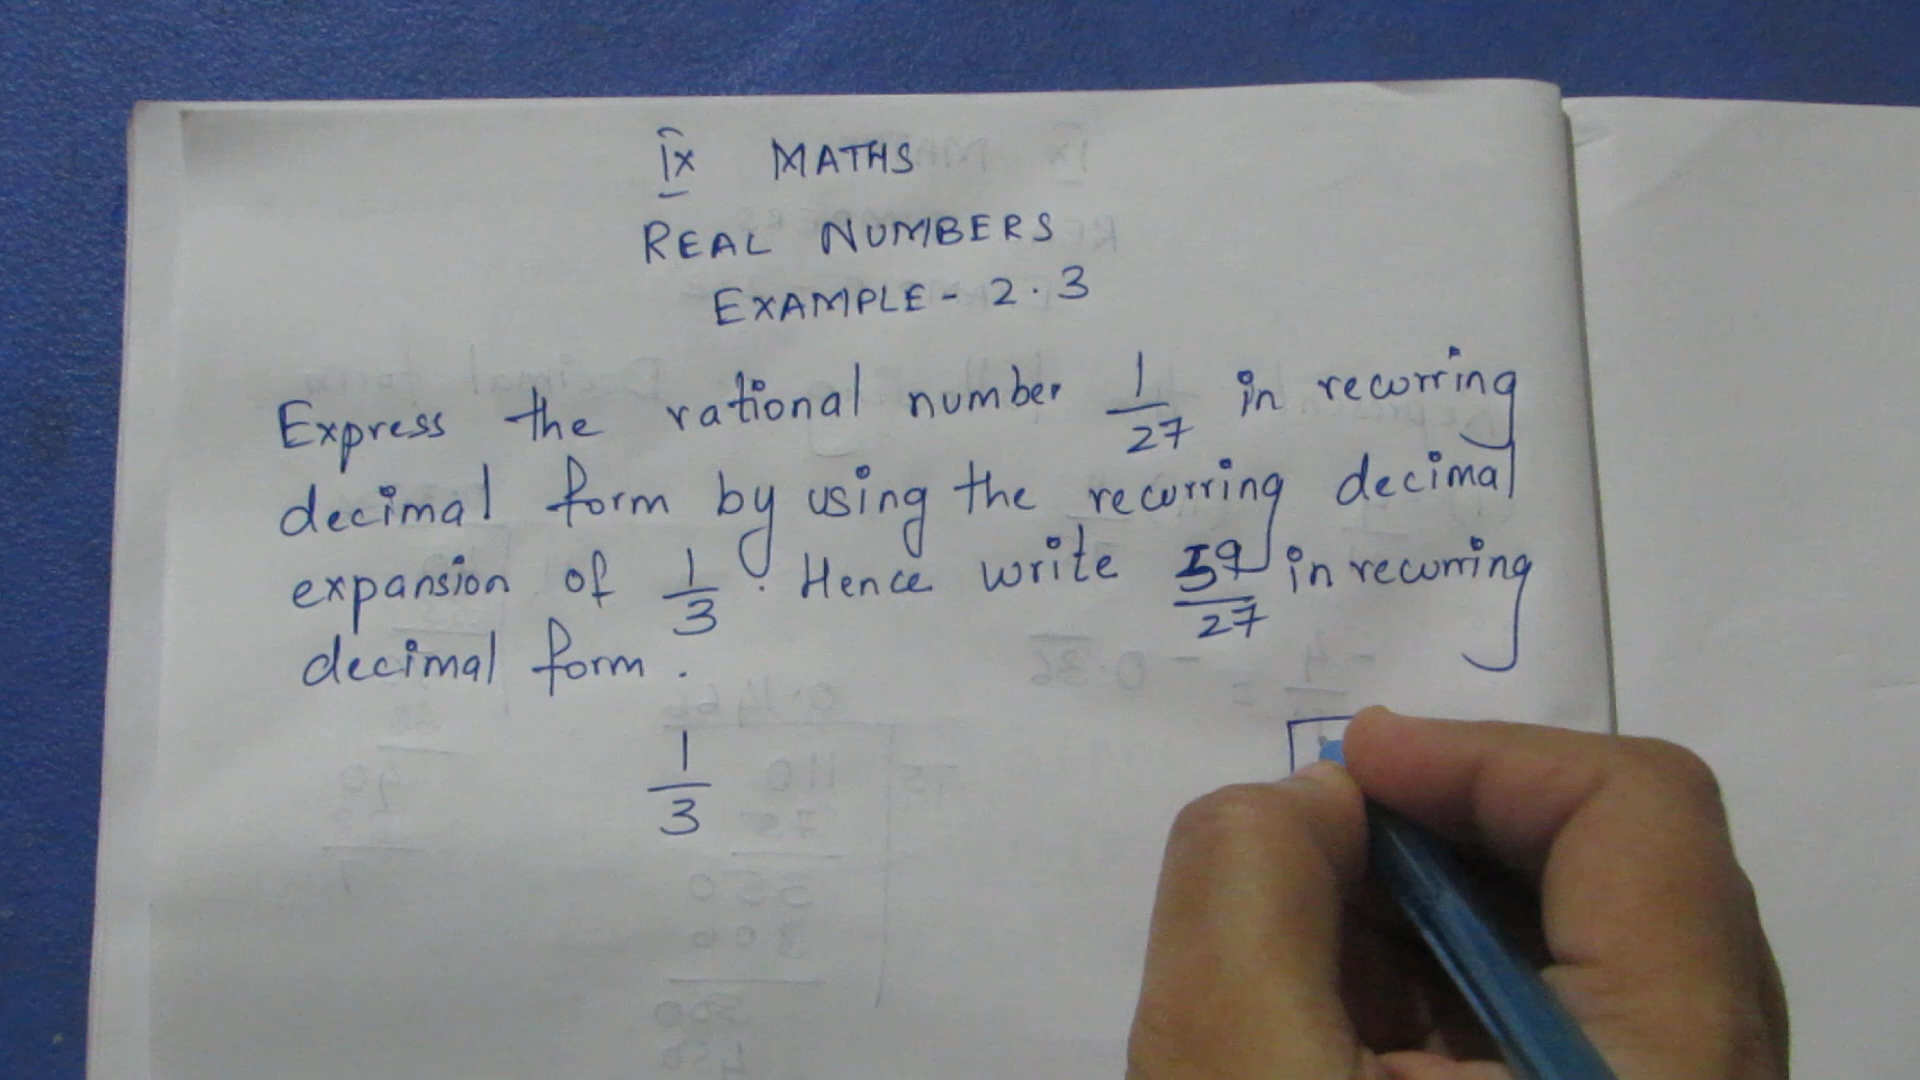 IX MATHS
REAL NUMBERS
EXAMPLE - 2.3
Express the rational number 1/27 in recurring
decimal form by using the recurring decimal
expansion of 1/3. Hence write 59/27 in recurring
decimal form.
1/3